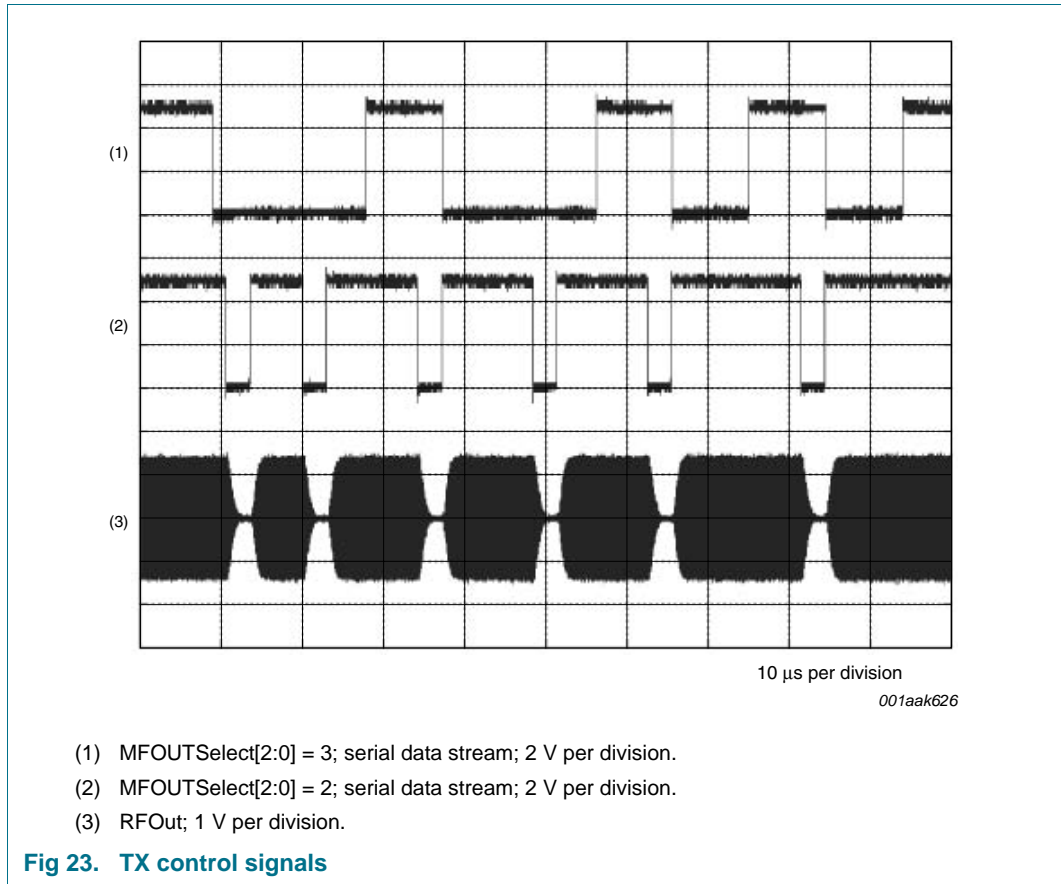 (1)
(2)
(3)
10 μs per division
001aak626
(1) MFOUTSelect[2:0] = 3; serial data stream; 2 V per division.
(2) MFOUTSelect[2:0] = 2; serial data stream; 2 V per division.
(3) RFOut; 1 V per division.
Fig 23. TX control signals